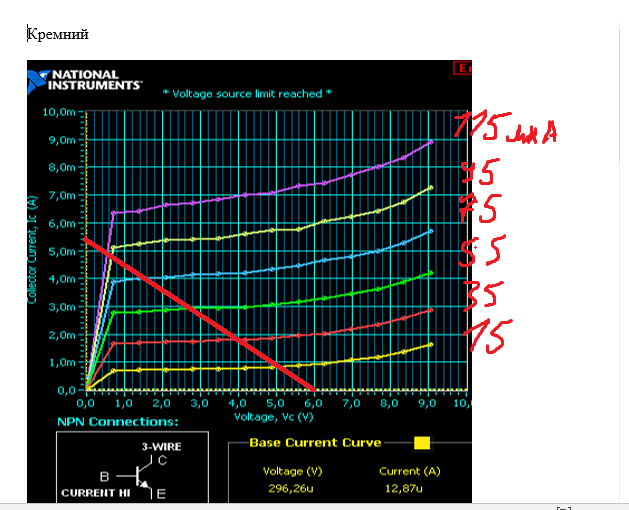 Кремний
NATIONAL
INSTRUMENTS
* Voltage source limit reached *
10,0m
9,0m
8,0m
7,0m
6,0m
5,0m
4,0m
3,0m
2,0m
1,0m
0,0
Collector Current, Ic (A)
0,0 1,0 2,0 3,0 4,0 5,0 6,0 7,0 8,0 9,0 10,
Voltage, Vc (V)
115 мкА
95
75
55
35
15
NPN Connections:
3-WIRE
C
B
CURRENT HI
E
Base Current Curve
Voltage (V) Current (A)
296,26u 12,87u